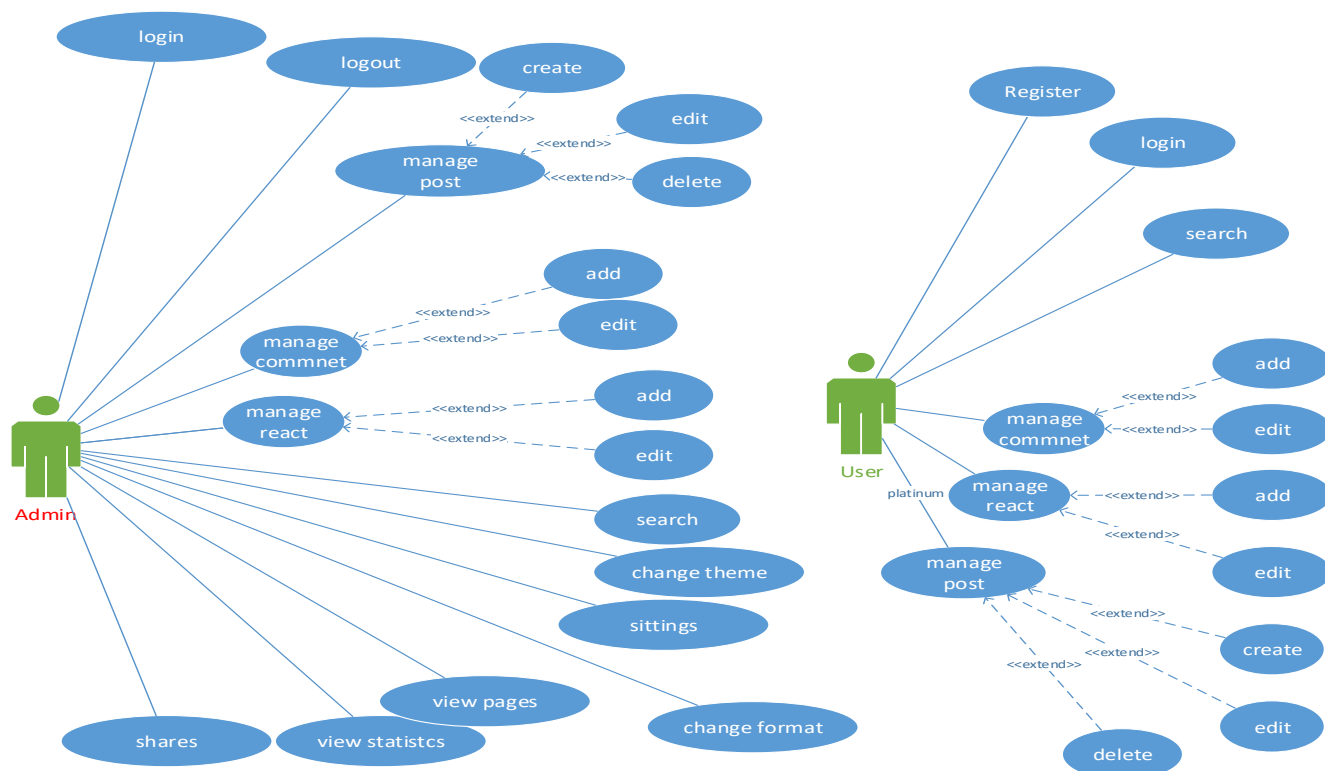 login
logout
create
<<extend>>
edit
<<extend>>
manage
post
<<extend>>
delete
add
<<extend>>
edit
<<extend>>
manage
commnet
manage
react
add
<<extend>>
edit
<<extend>>
Admin
search
change theme
sittings
view pages
change format
shares
view statistcs
Register
login
search
add
<<extend>>
manage
commnet
<<extend>>
edit
User
platinum
manage
react
<<extend>>
add
<<extend>>
edit
manage
post
<<extend>>
create
<<extend>>
<<extend>>
edit
delete